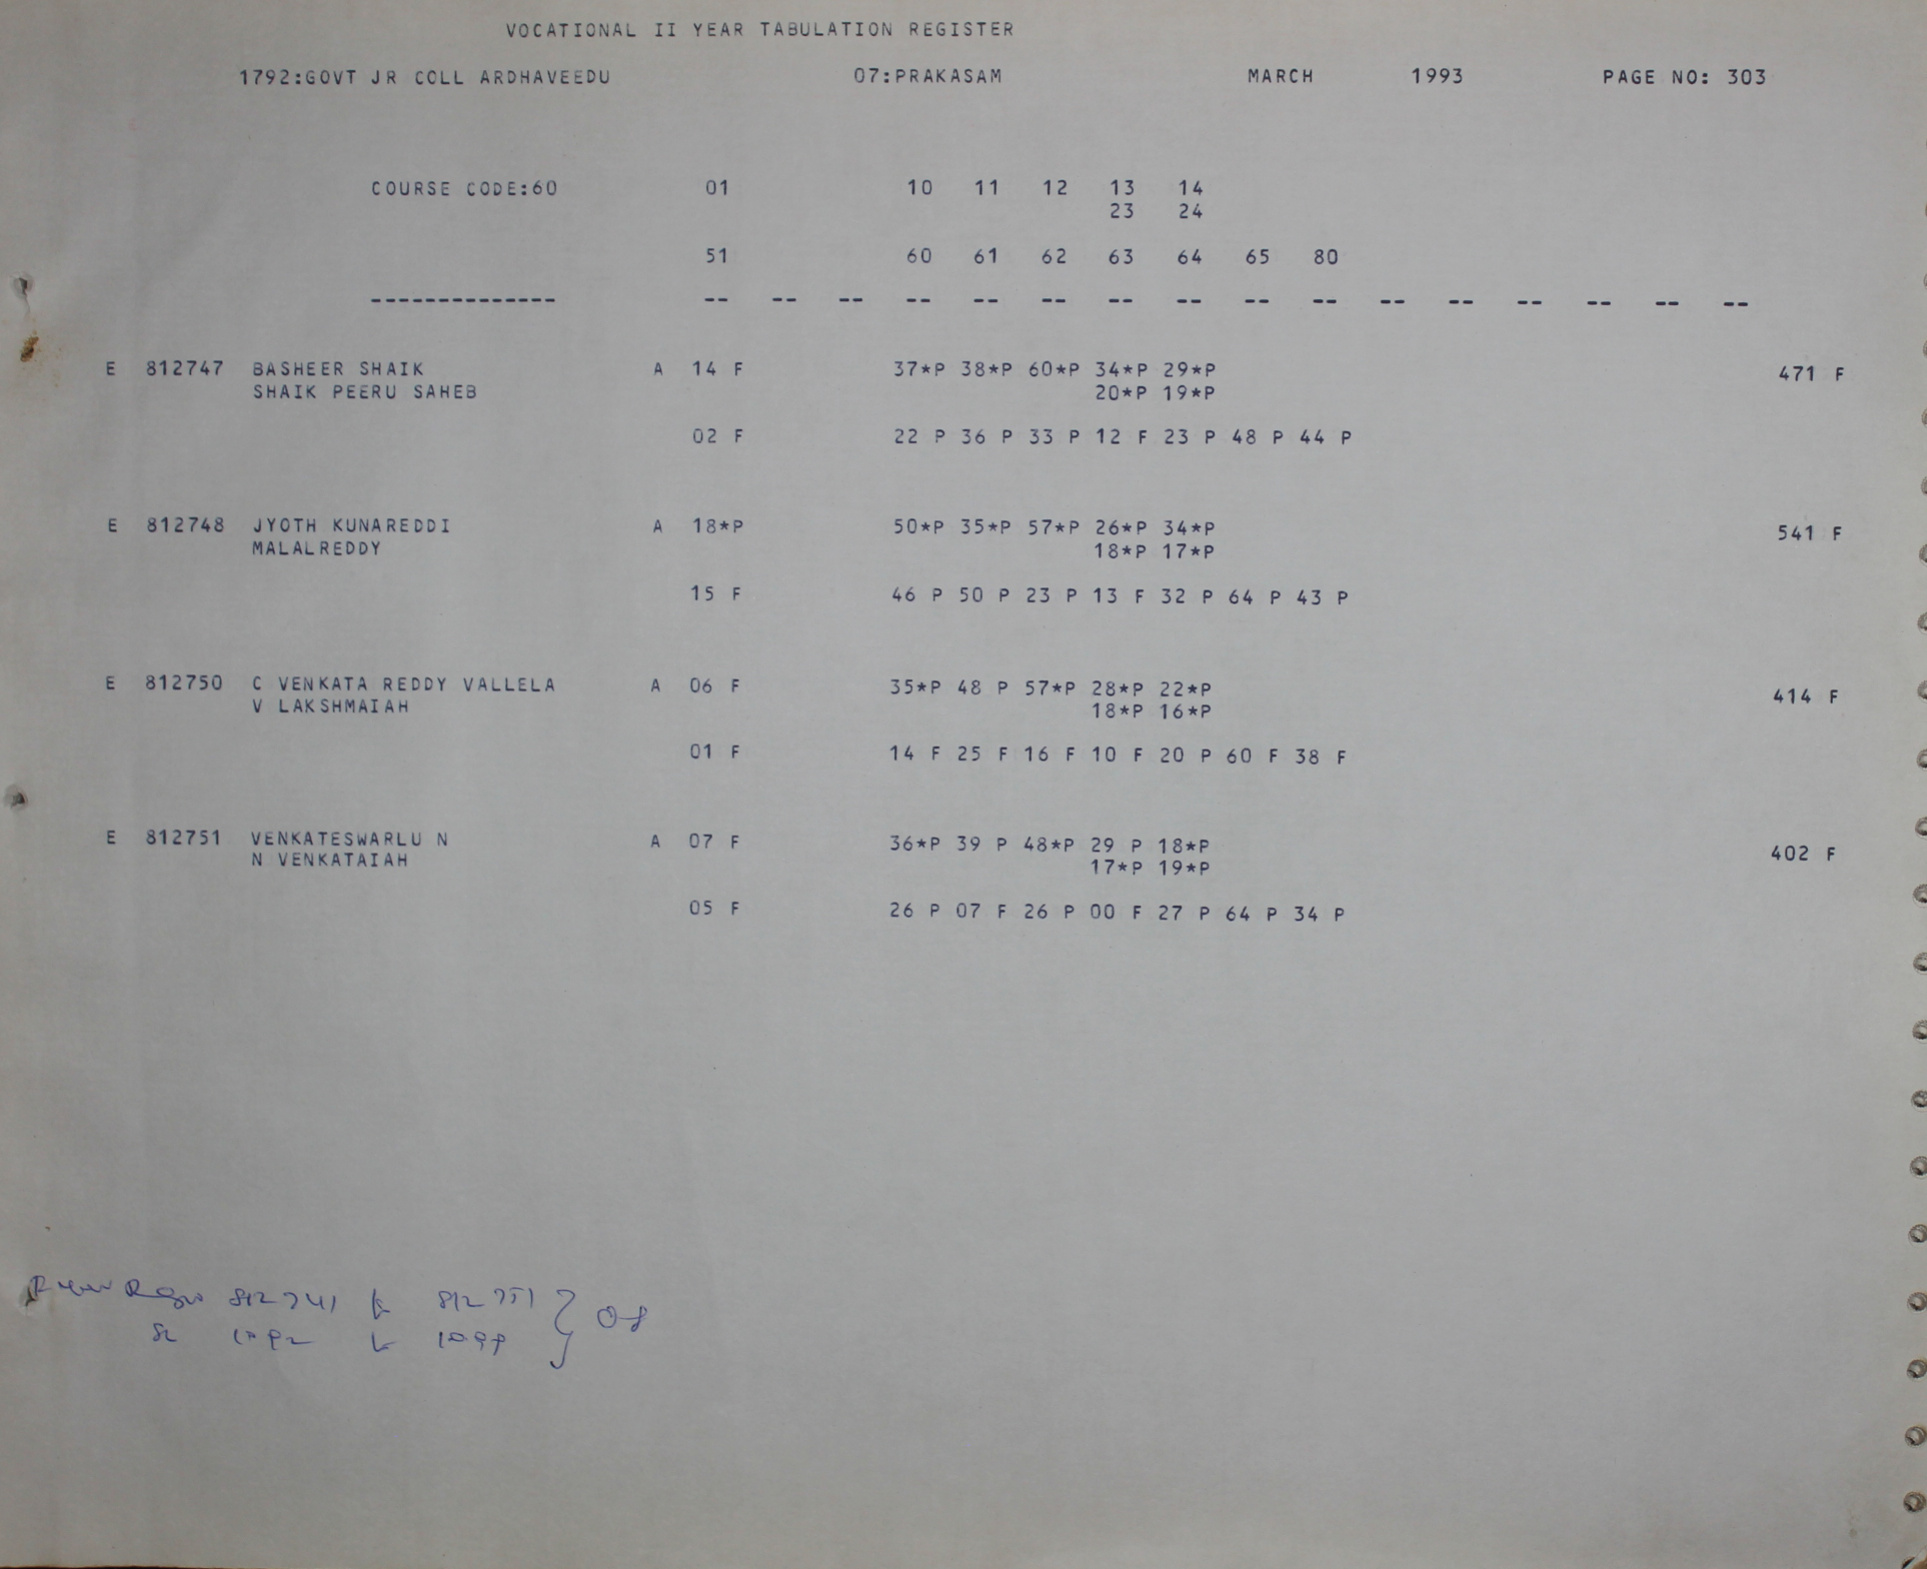 VOCATIONAL II YEAR TABULATION REGISTER
1792:GOVT JR COLL ARDHAVEEDU 07:PRAKASAM MARCH 1993 PAGE NO: 303
COURSE CODE:60 01 10 11 12 13 14
23 24
51 60 61 62 63 64 65 80
-------------- -- -- -- -- -- -- -- -- -- -- -- -- -- -- -- --
E 812747 BASHEER SHAIK A 14 F 37*P 38*P 60*P 34*P 29*P 471 F
SHAIK PEERU SAHEB 20*P 19*P
02 F 22 P 36 P 33 P 12 F 23 P 48 P 44 P
E 812748 JYOTH KUNAREDDI A 18*P 50*P 35*P 57*P 26*P 34*P 541 F
MALALREDDY 18*P 17*P
15 F 46 P 50 P 23 P 13 F 32 P 64 P 43 P
E 812750 C VENKATA REDDY VALLELA A 06 F 35*P 48 P 57*P 28*P 22*P 414 F
V LAKSHMAIAH 18*P 16*P
01 F 14 F 25 F 16 F 10 F 20 P 60 F 38 F
E 812751 VENKATESWARLU N A 07 F 36*P 39 P 48*P 29 P 18*P 402 F
N VENKATAIAH 17*P 19*P
05 F 26 P 07 F 26 P 00 F 27 P 64 P 34 P
812741 812751 } 08